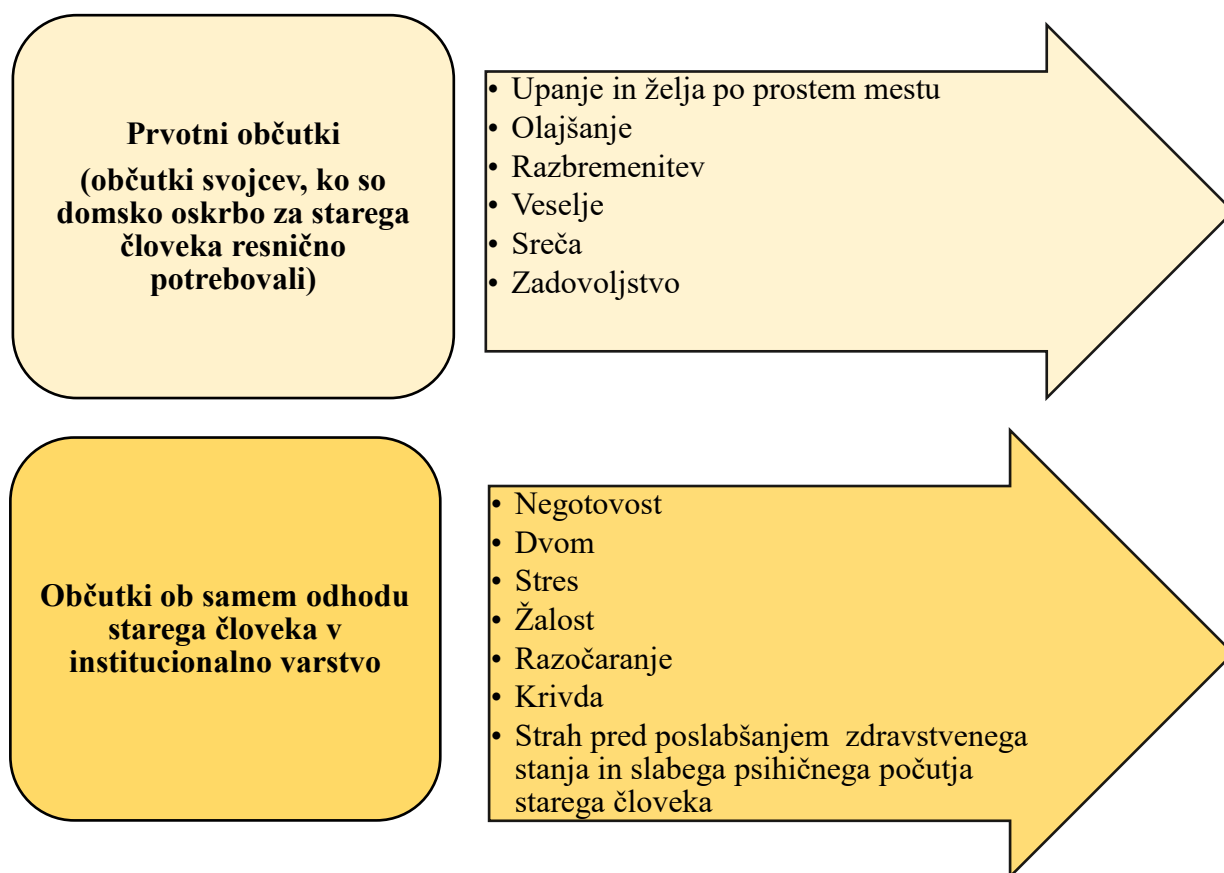 Prvotni občutki
(občutki svojcev, ko so
domsko oskrbo za starega
človeka resnično
potrebovali)
• Upanje in želja po prostem mestu
• Olajšanje
• Razbremenitev
• Veselje
• Sreča
• Zadovoljstvo
Občutki ob samem odhodu
starega človeka v
institucionalno varstvo
• Negotovost
• Dvom
• Stres
• Žalost
• Razočaranje
• Krivda
• Strah pred poslabšanjem  zdravstvenega
stanja in slabega psihičnega počutja
starega človeka